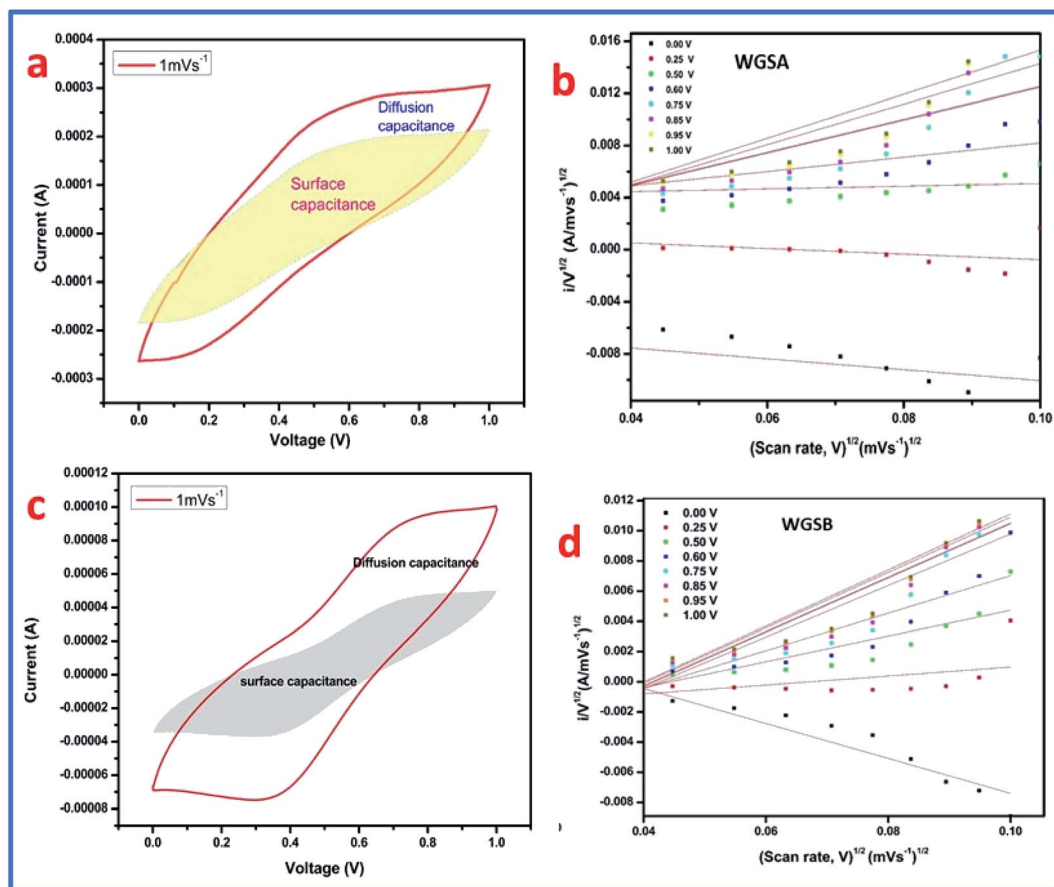 a
0.0004
0.0003
0.0002
0.0001
0.0000
-0.0001
-0.0002
-0.0003
Current (A)
1mVs⁻¹
Diffusion
capacitance
Surface
capacitance
0.0 0.2 0.4 0.6 0.8 1.0
Voltage (V)
b
WGSA
0.016
0.012
0.008
0.004
0.000
-0.004
-0.008
i/V^1/2 (A/mvs⁻¹)^1/2
0.00 V
0.25 V
0.50 V
0.60 V
0.75 V
0.85 V
0.95 V
1.00 V
0.04 0.06 0.08 0.10
(Scan rate, V)^1/2 (mVs⁻¹)^1/2
c
0.00012
0.00010
0.00008
0.00006
0.00004
0.00002
0.00000
-0.00002
-0.00004
-0.00006
-0.00008
Current (A)
1mVs⁻¹
Diffusion capacitance
surface capacitance
0.0 0.2 0.4 0.6 0.8 1.0
Voltage (V)
d
WGSB
0.012
0.010
0.008
0.006
0.004
0.002
0.000
-0.002
-0.004
-0.006
-0.008
i/V^1/2(A/mVs⁻¹)^1/2
0.00 V
0.25 V
0.50 V
0.60 V
0.75 V
0.85 V
0.95 V
1.00 V
0.04 0.06 0.08 0.10
(Scan rate, V)^1/2 (mVs⁻¹)^1/2